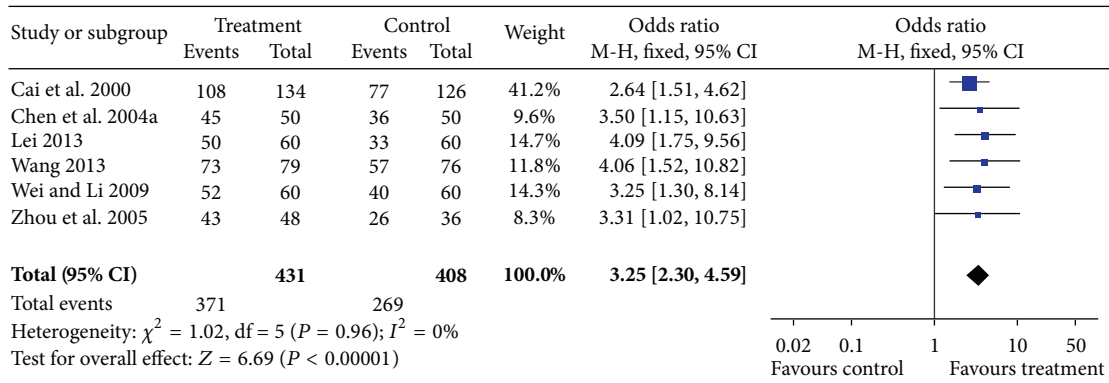 Study or subgroup Treatment Control Weight Odds ratio Odds ratio
Events Total Events Total M-H, fixed, 95% CI M-H, fixed, 95% CI
Cai et al. 2000 108 134 77 126 41.2% 2.64 [1.51, 4.62]
Chen et al. 2004a 45 50 36 50 9.6% 3.50 [1.15, 10.63]
Lei 2013 50 60 33 60 14.7% 4.09 [1.75, 9.56]
Wang 2013 73 79 57 76 11.8% 4.06 [1.52, 10.82]
Wei and Li 2009 52 60 40 60 14.3% 3.25 [1.30, 8.14]
Zhou et al. 2005 43 48 26 36 8.3% 3.31 [1.02, 10.75]
Total (95% CI) 431 408 100.0% 3.25 [2.30, 4.59]
Total events 371 269
Heterogeneity: χ² = 1.02, df = 5 (P = 0.96); I² = 0%
Test for overall effect: Z = 6.69 (P < 0.00001)
0.02 0.1 1 10 50
Favours control Favours treatment